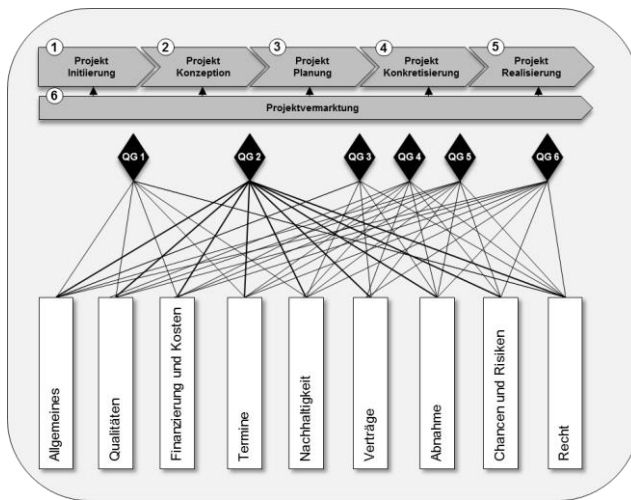 1
Projekt
Initiierung
2
Projekt
Konzeption
3
Projekt
Planung
4
Projekt
Konkretisierung
5
Projekt
Realisierung
6
Projektvermarktung
QG 1
QG 2
QG 3
QG 4
QG 5
QG 6
Allgemeines
Qualitäten
Finanzierung und Kosten
Termine
Nachhaltigkeit
Verträge
Abnahme
Chancen und Risiken
Recht